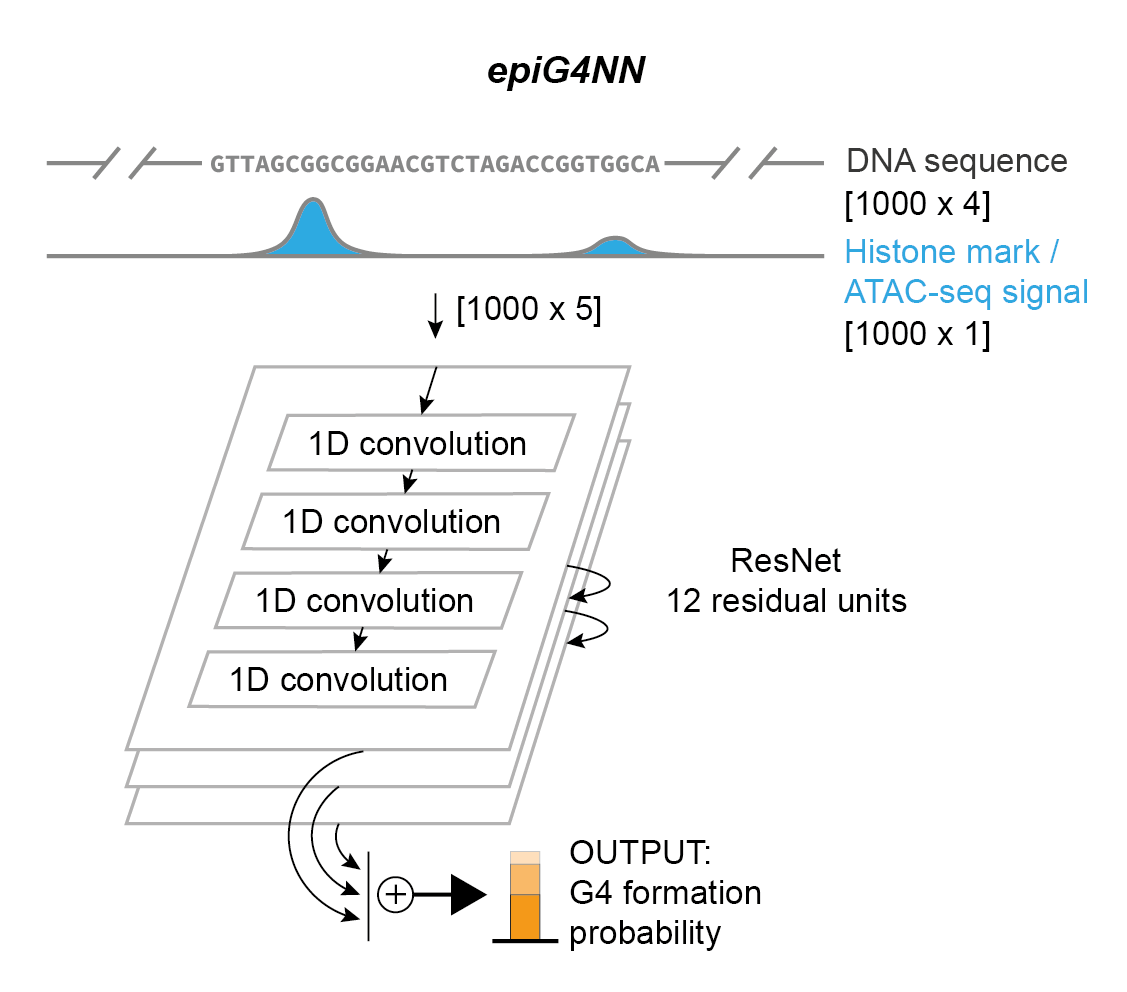 epiG4NN
GTTAGCGGCGGAACGTCTAGACCGGTGGCA
DNA sequence
[1000 x 4]
Histone mark /
ATAC-seq signal
[1000 x 1]
[1000 x 5]
1D convolution
1D convolution
1D convolution
1D convolution
ResNet
12 residual units
OUTPUT:
G4 formation
probability